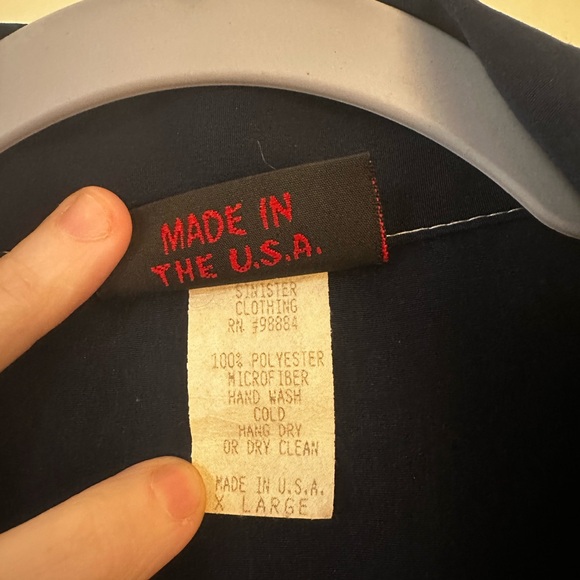 MADE IN
THE U.S.A.
SINISTER
CLOTHING
RN #98884
100% POLYESTER
MICROFIBER
HAND WASH
COLD
HANG DRY
OR DRY CLEAN
MADE IN U.S.A.
X LARGE